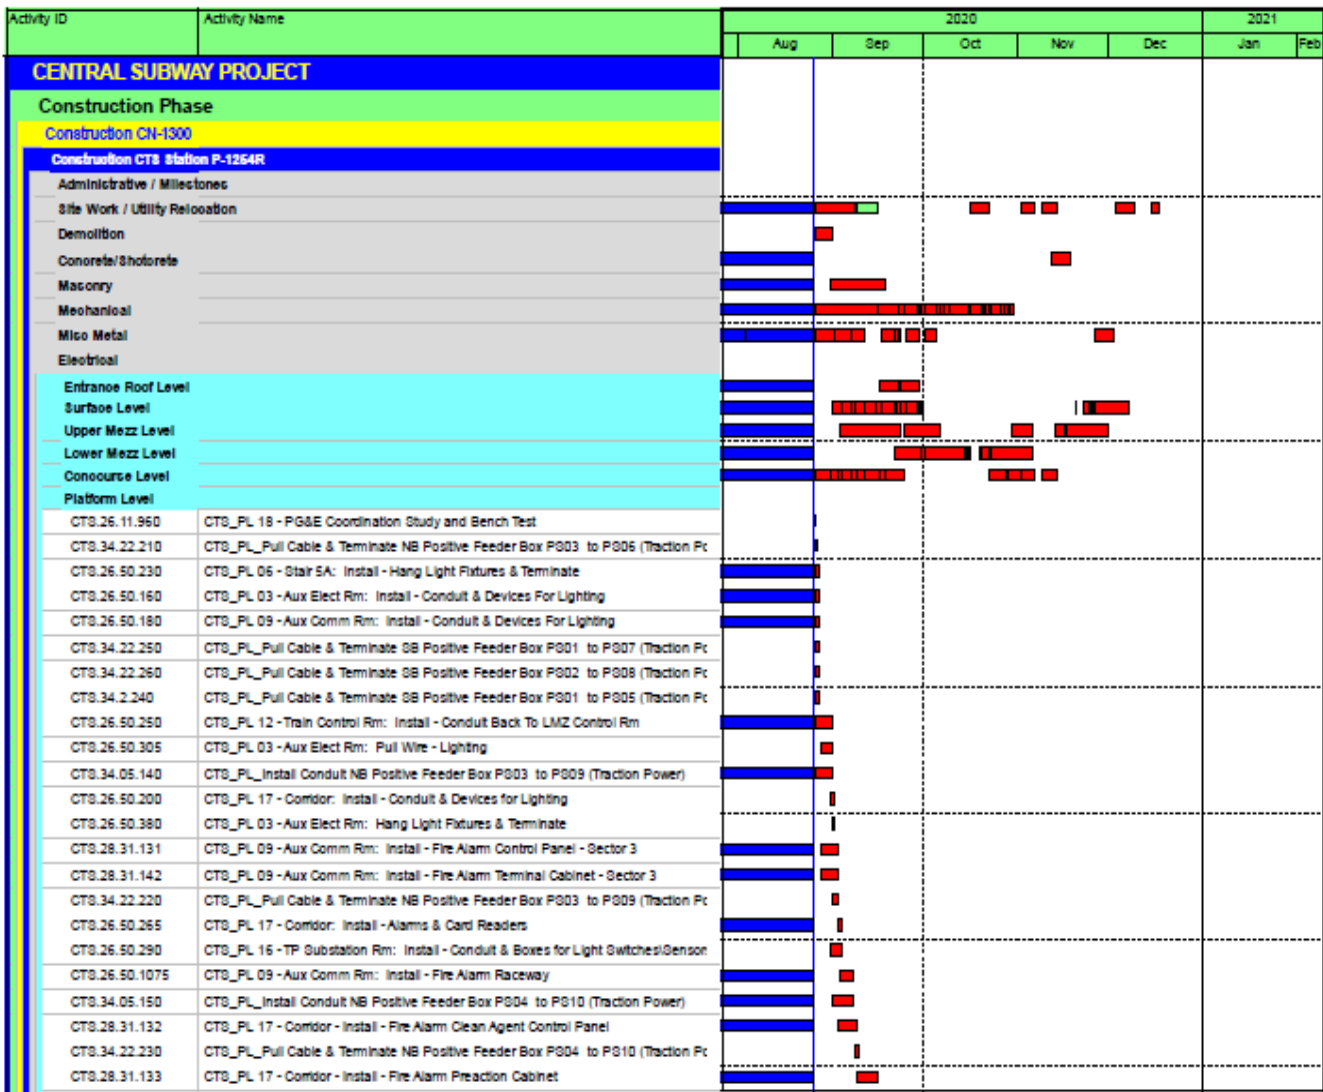 Activity ID Activity Name 2020 2021
Aug Sep Oct Nov Dec Jan Feb
CENTRAL SUBWAY PROJECT
Construction Phase
Construction CN-1300
Construction CTS Station P-1254R
Administrative / Milestones
Site Work / Utility Relocation
Demolition
Concrete/Shotcrete
Masonry
Mechanical
Misc Metal
Electrical
Entrance Roof Level
Surface Level
Upper Mezz Level
Lower Mezz Level
Concourse Level
Platform Level
CTS.26.11.960 CTS_PL 18 - PG&E Coordination Study and Bench Test
CTS.34.22.210 CTS_PL_Pull Cable & Terminate NB Positive Feeder Box PS03 to PS06 (Traction Pc
CTS.26.50.230 CTS_PL 06 - Stair 5A: Install - Hang Light Fixtures & Terminate
CTS.26.50.160 CTS_PL 03 - Aux Elect Rm: Install - Conduit & Devices For Lighting
CTS.26.50.180 CTS_PL 09 - Aux Comm Rm: Install - Conduit & Devices For Lighting
CTS.34.22.250 CTS_PL_Pull Cable & Terminate SB Positive Feeder Box PS01 to PS07 (Traction Pc
CTS.34.22.260 CTS_PL_Pull Cable & Terminate SB Positive Feeder Box PS02 to PS08 (Traction Pc
CTS.34.2.240 CTS_PL_Pull Cable & Terminate SB Positive Feeder Box PS01 to PS05 (Traction Pc
CTS.26.50.250 CTS_PL 12 - Train Control Rm: Install - Conduit Back To LMZ Control Rm
CTS.26.50.305 CTS_PL 03 - Aux Elect Rm: Pull Wire - Lighting
CTS.34.05.140 CTS_PL_Install Conduit NB Positive Feeder Box PS03 to PS09 (Traction Power)
CTS.26.50.200 CTS_PL 17 - Corridor: Install - Conduit & Devices for Lighting
CTS.26.50.380 CTS_PL 03 - Aux Elect Rm: Hang Light Fixtures & Terminate
CTS.28.31.131 CTS_PL 09 - Aux Comm Rm: Install - Fire Alarm Control Panel - Sector 3
CTS.28.31.142 CTS_PL 09 - Aux Comm Rm: Install - Fire Alarm Terminal Cabinet - Sector 3
CTS.34.22.220 CTS_PL_Pull Cable & Terminate NB Positive Feeder Box PS03 to PS09 (Traction Pc
CTS.26.50.265 CTS_PL 17 - Corridor: Install - Alarms & Card Readers
CTS.26.50.290 CTS_PL 16 - TP Substation Rm: Install - Conduit & Boxes for Light Switches\Sensor
CTS.26.50.1075 CTS_PL 09 - Aux Comm Rm: Install - Fire Alarm Raceway
CTS.34.05.150 CTS_PL_Install Conduit NB Positive Feeder Box PS04 to PS10 (Traction Power)
CTS.28.31.132 CTS_PL 17 - Corridor - Install - Fire Alarm Clean Agent Control Panel
CTS.34.22.230 CTS_PL_Pull Cable & Terminate NB Positive Feeder Box PS04 to PS10 (Traction Pc
CTS.28.31.133 CTS_PL 17 - Corridor - Install - Fire Alarm Preaction Cabinet